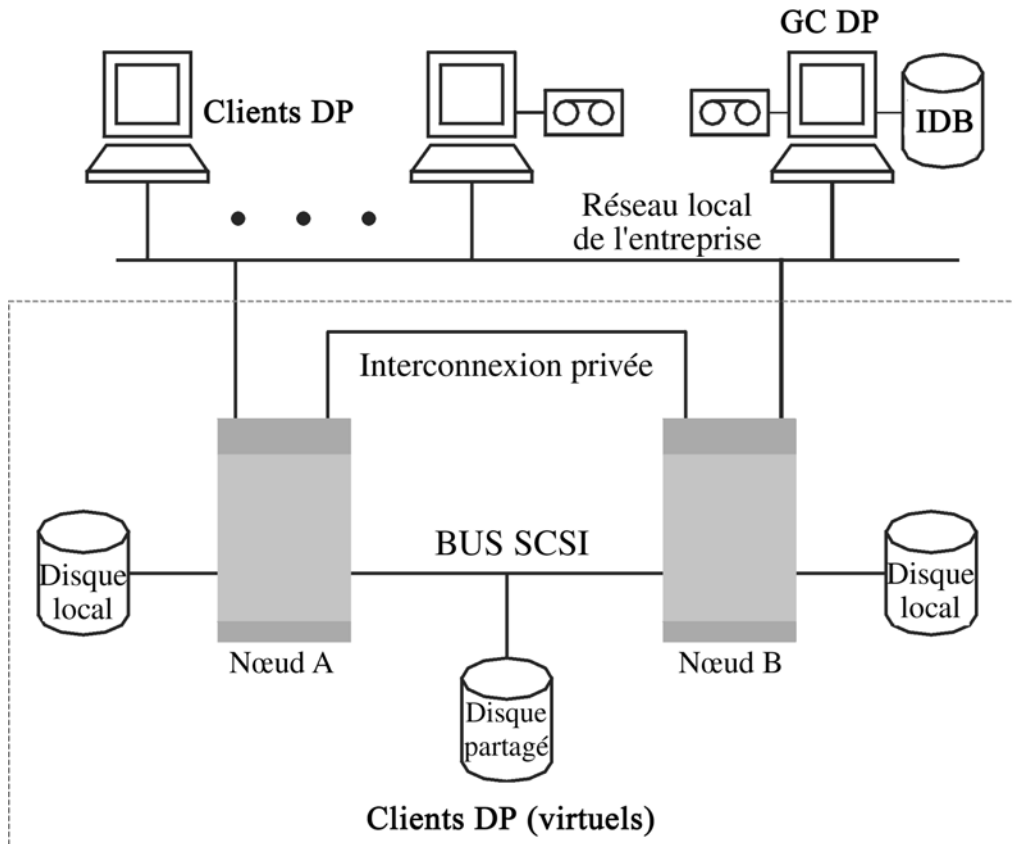 GC DP
Clients DP
IDB
Réseau local
de l'entreprise
Interconnexion privée
BUS SCSI
Disque
local
Disque
local
Nœud A
Nœud B
Disque
partagé
Clients DP (virtuels)